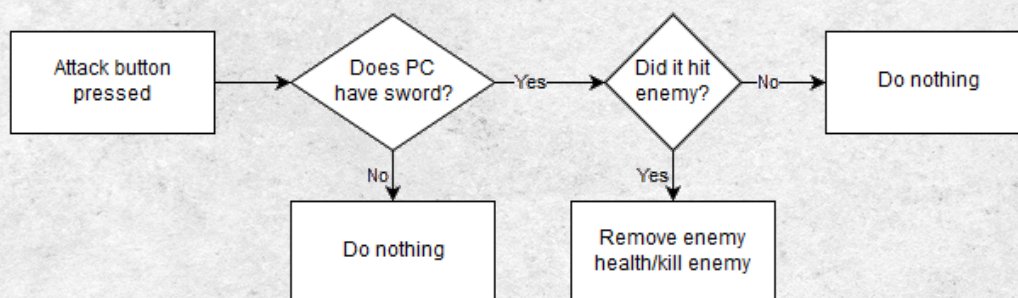 Attack button
pressed
Does PC
have sword?
Yes
Did it hit
enemy?
No
Do nothing
No
Yes
Do nothing
Remove enemy
health/kill enemy